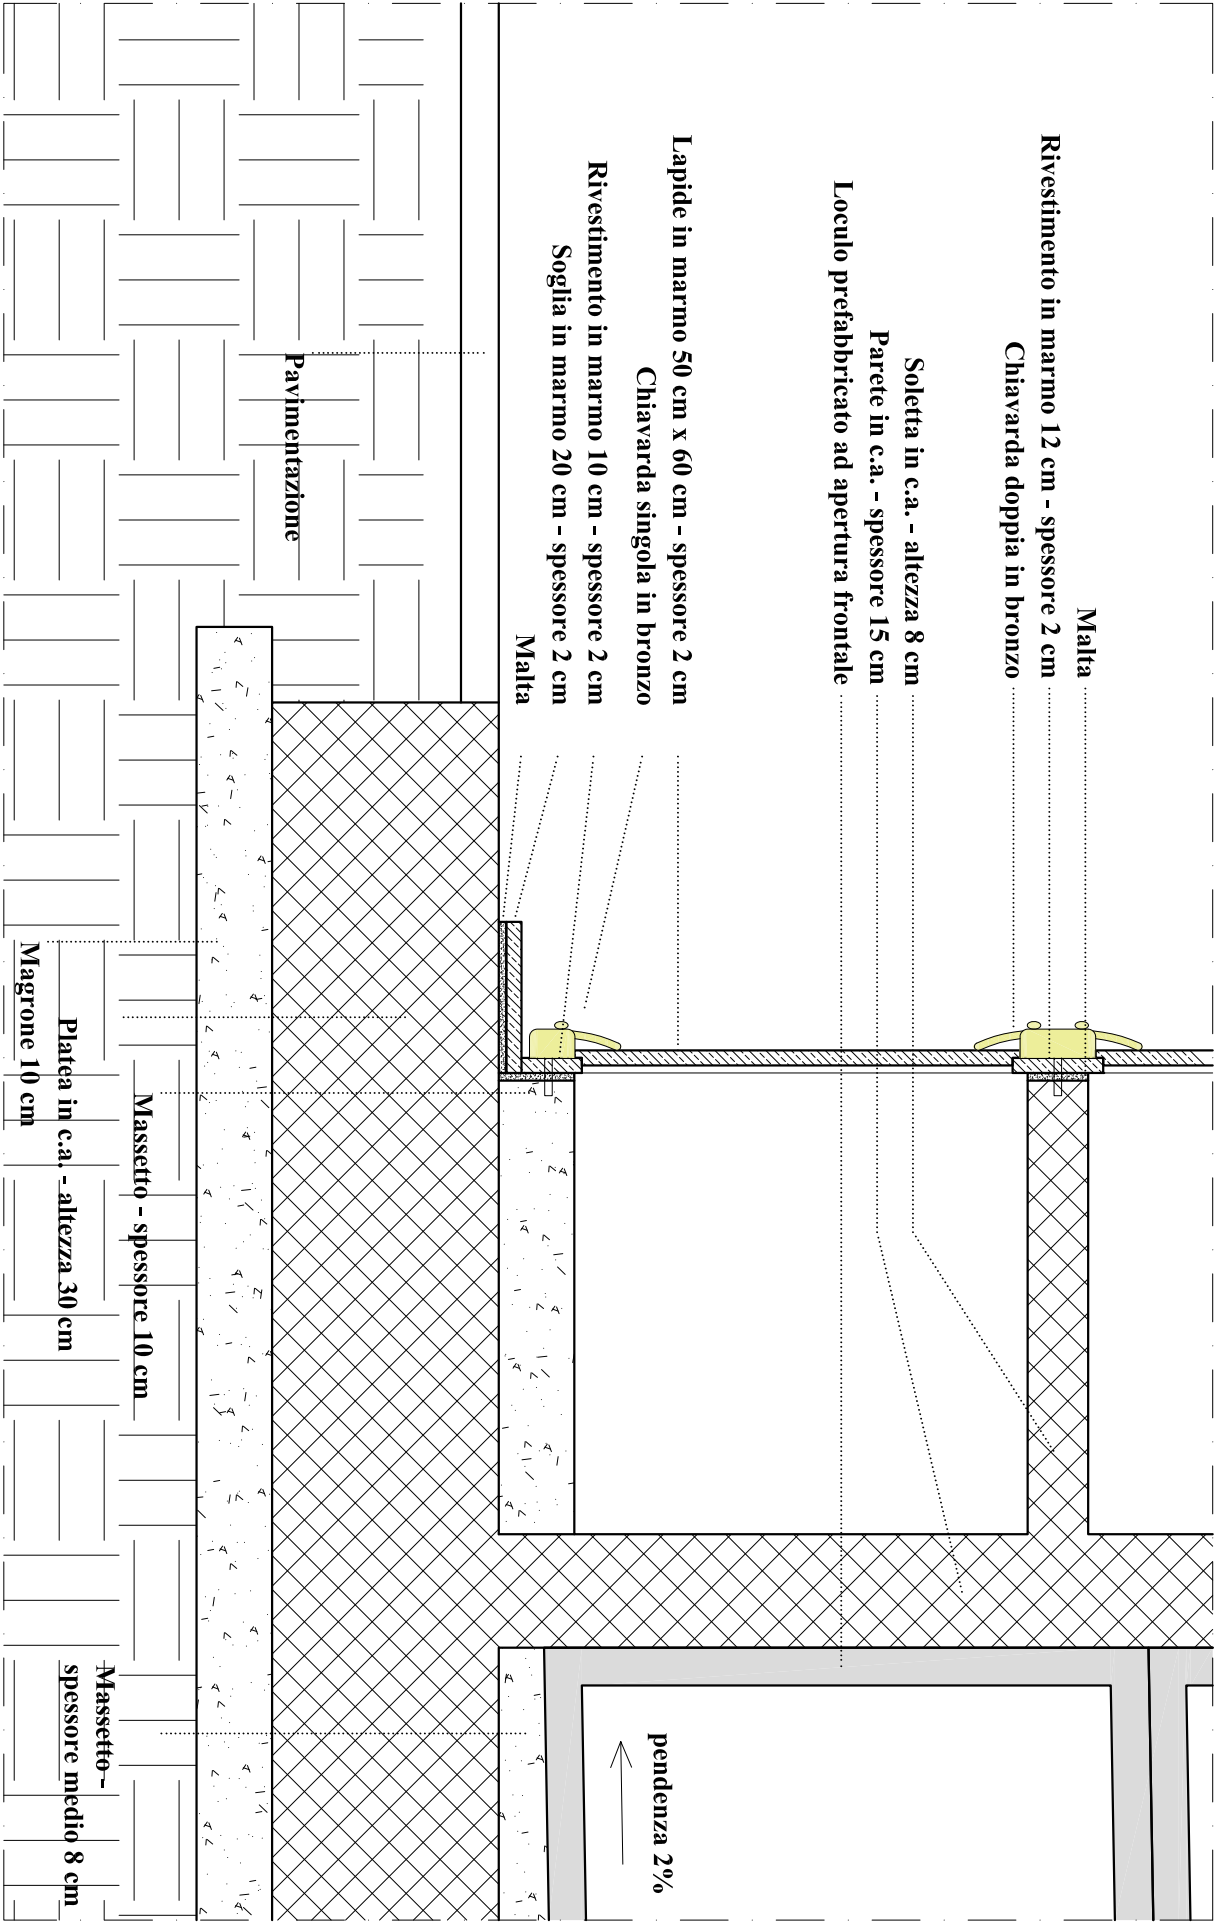 Malta
Rivestimento in marmo 12 cm - spessore 2 cm
Chiavarda doppia in bronzo
Soletta in c.a. - altezza 8 cm
Parete in c.a. - spessore 15 cm
Loculo prefabbricato ad apertura frontale
Lapide in marmo 50 cm x 60 cm - spessore 2 cm
Chiavarda singola in bronzo
Rivestimento in marmo 10 cm - spessore 2 cm
Soglia in marmo 20 cm - spessore 2 cm
Malta
pendenza 2%
Pavimentazione
Massetto - spessore 10 cm
Massetto -
spessore medio 8 cm
Platea in c.a. - altezza 30 cm
Magrone 10 cm